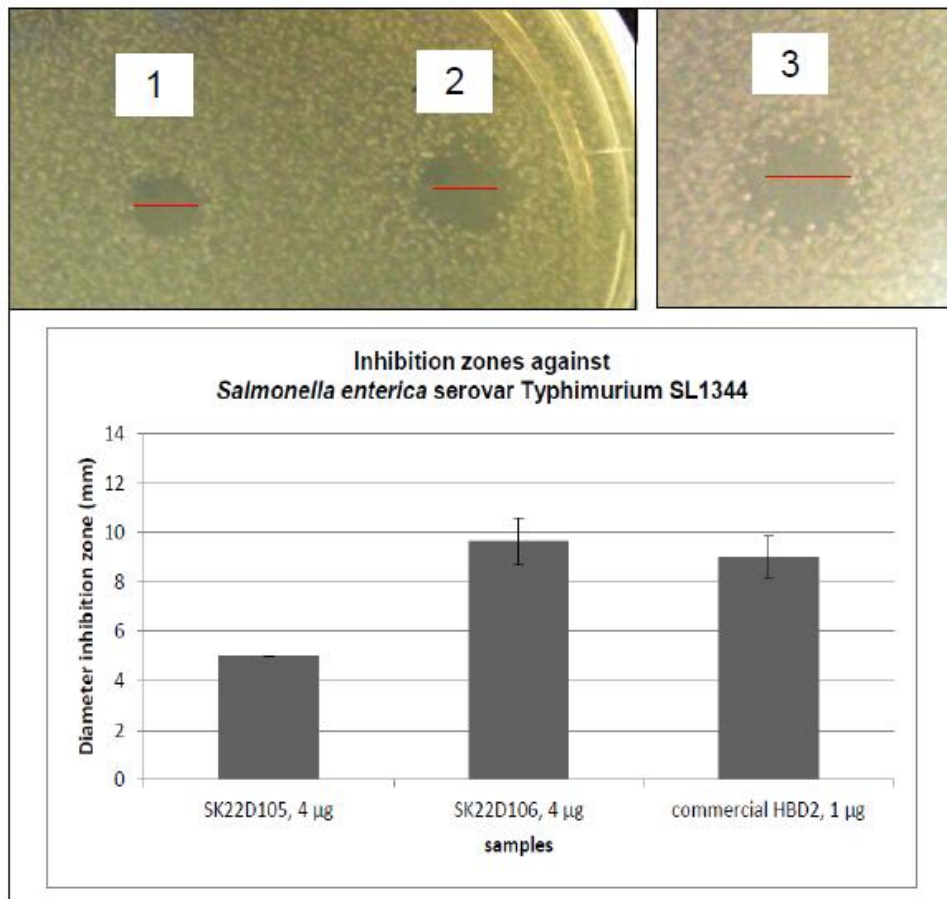 1
2
3
Inhibition zones against
Salmonella enterica serovar Typhimurium SL1344
Diameter inhibition zone (mm)
14
12
10
8
6
4
2
0
SK22D105, 4 µg
SK22D106, 4 µg
commercial HBD2, 1 µg
samples